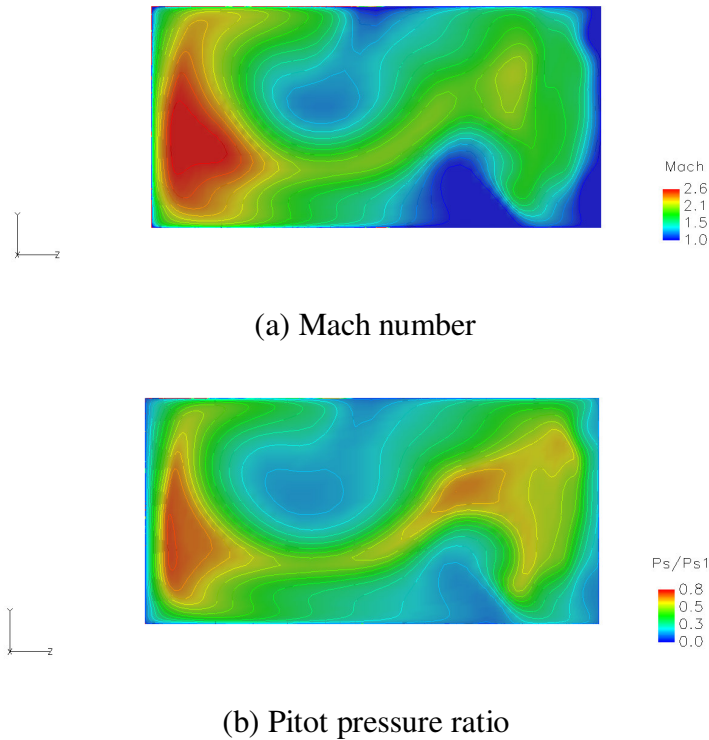 Mach
2.6
2.1
1.5
1.0
Y
X
Z
(a) Mach number
Ps/Ps1
0.8
0.5
0.3
0.0
Y
X
Z
(b) Pitot pressure ratio